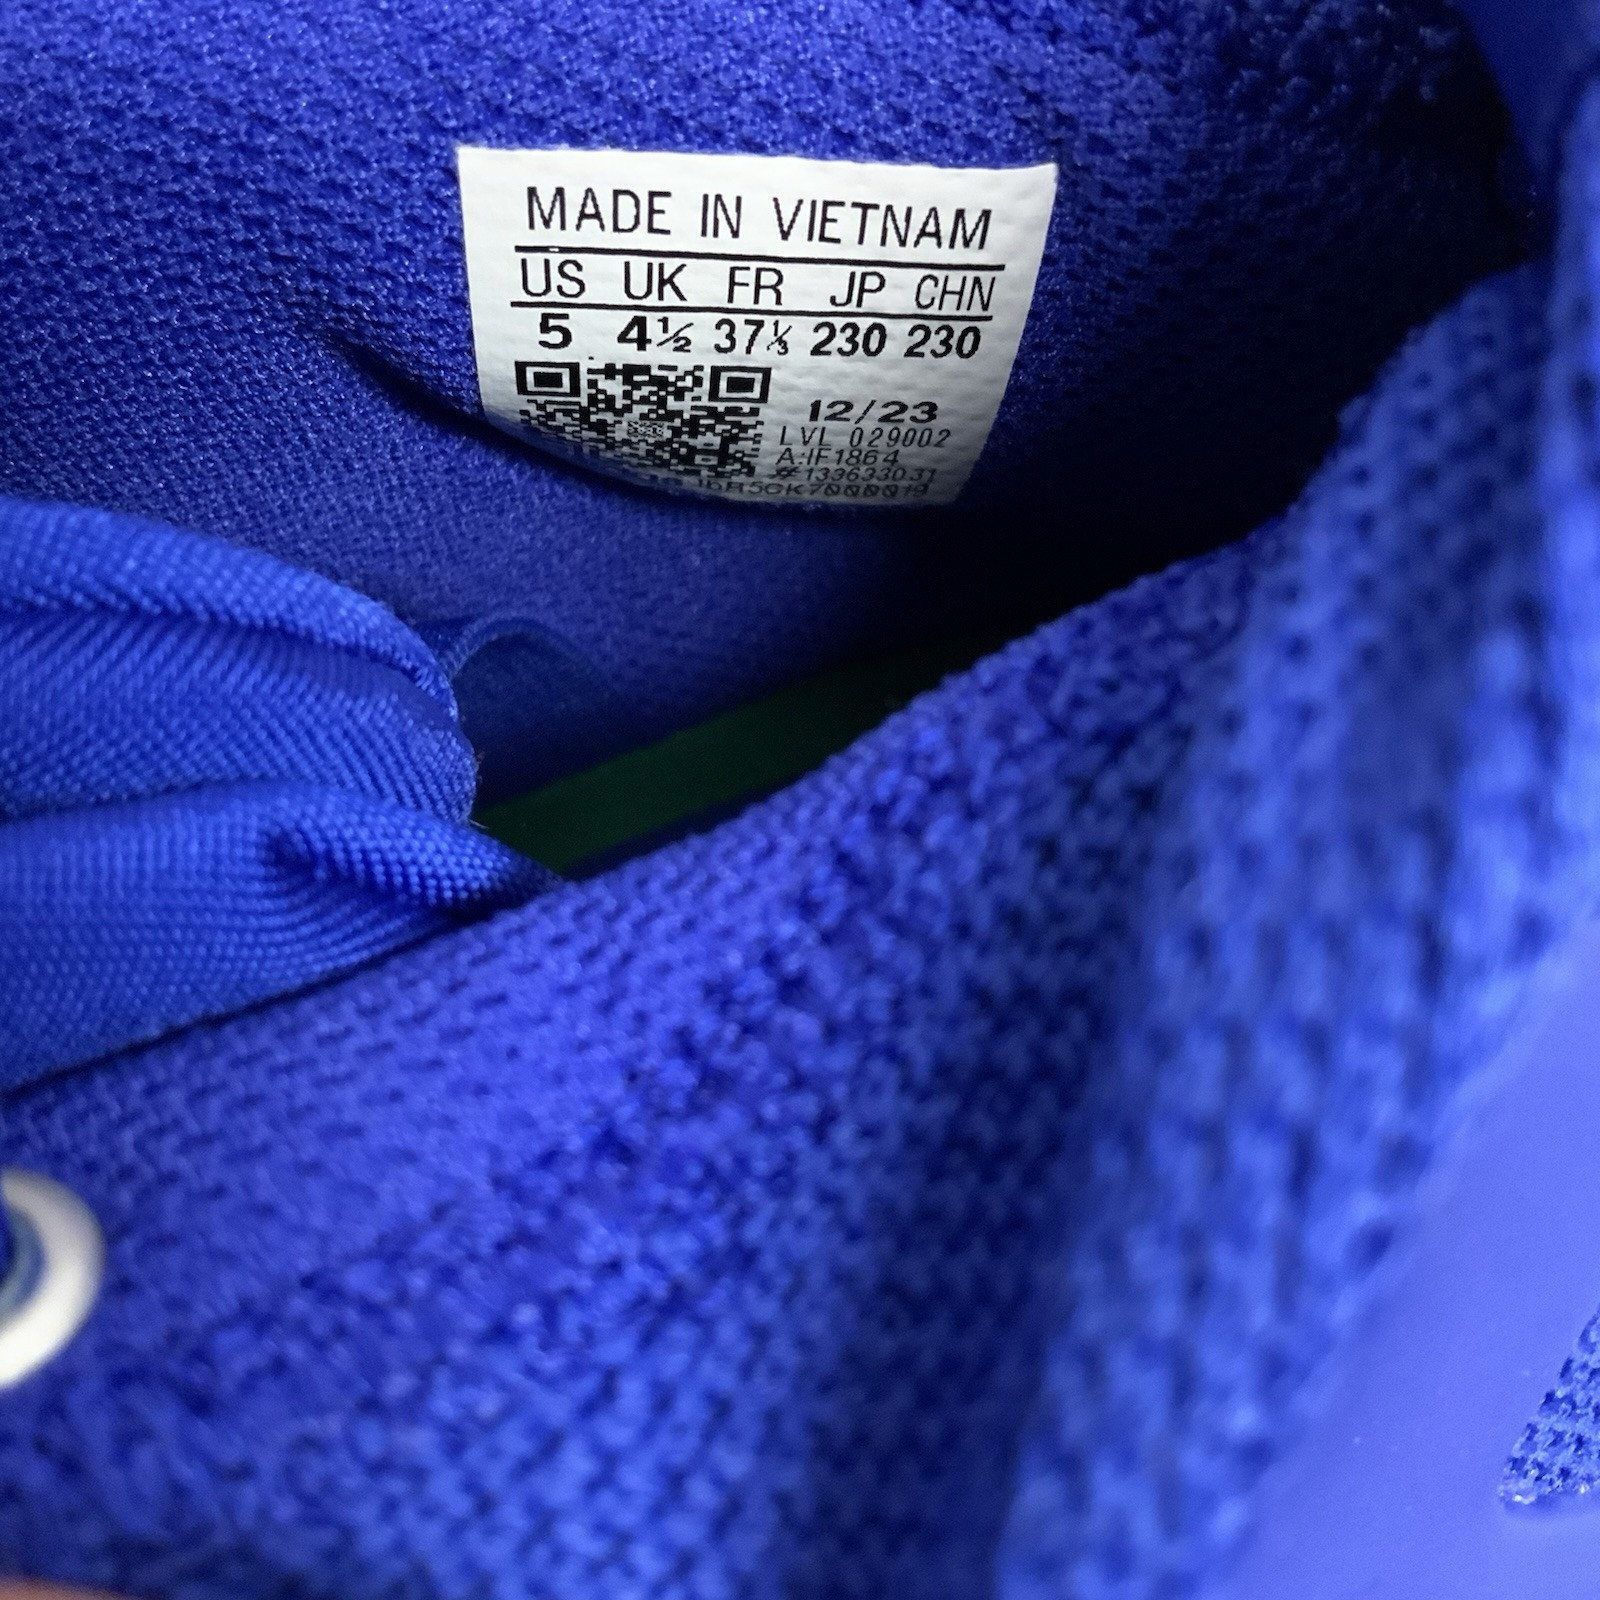 MADE IN VIETNAM
US UK FR JP CHN
5 4½ 37⅓ 230 230
12/23
LVL 029002
A:IF1864